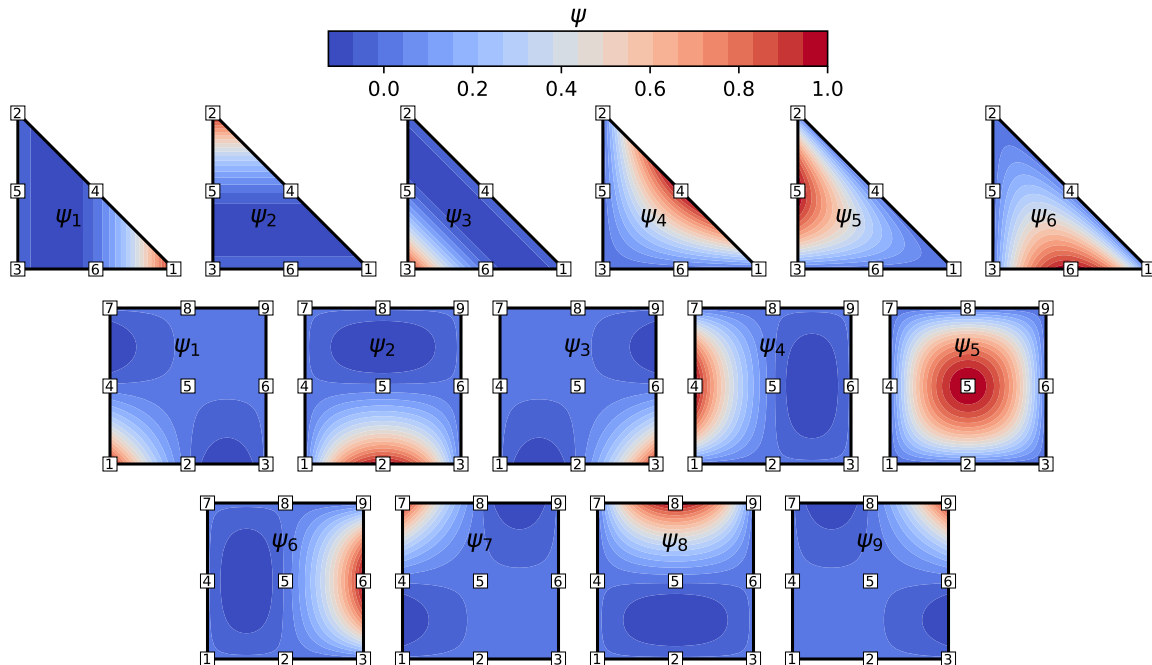 ψ
0.0 0.2 0.4 0.6 0.8 1.0
2 2 2 2 2 2
5 4 5 4 5 4 5 4 5 4 5 4
ψ₁ ψ₂ ψ₃ ψ₄ ψ₅ ψ₆
3 6 1 3 6 1 3 6 1 3 6 1 3 6 1 3 6 1
7 8 9 7 8 9 7 8 9 7 8 9 7 8 9
ψ₁ ψ₂ ψ₃ ψ₄ ψ₅
4 5 6 4 5 6 4 5 6 4 5 6 4 5 6
1 2 3 1 2 3 1 2 3 1 2 3 1 2 3
7 8 9 7 8 9 7 8 9 7 8 9
ψ₆ ψ₇ ψ₈ ψ�9
4 5 6 4 5 6 4 5 6 4 5 6
1 2 3 1 2 3 1 2 3 1 2 3